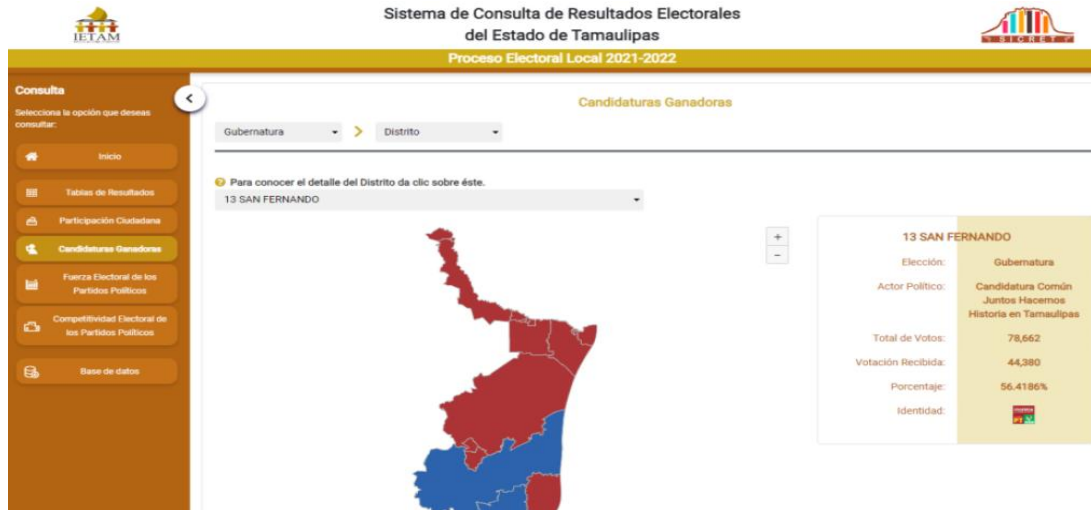 IETAM
Sistema de Consulta de Resultados Electorales
del Estado de Tamaulipas
SICRET
Proceso Electoral Local 2021-2022
Consulta
Selecciona la opción que deseas
consultar:
Inicio
Tablas de Resultados
Participación Ciudadana
Candidaturas Ganadoras
Fuerza Electoral de los
Partidos Políticos
Competitividad Electoral de
los Partidos Políticos
Base de datos
Candidaturas Ganadoras
Gubernatura > Distrito
Para conocer el detalle del Distrito da clic sobre éste.
13 SAN FERNANDO
+
−
13 SAN FERNANDO
Elección: Gubernatura
Actor Político: Candidatura Común
Juntos Hacemos
Historia en Tamaulipas
Total de Votos: 78,662
Votación Recibida: 44,380
Porcentaje: 56.4186%
Identidad:
PT